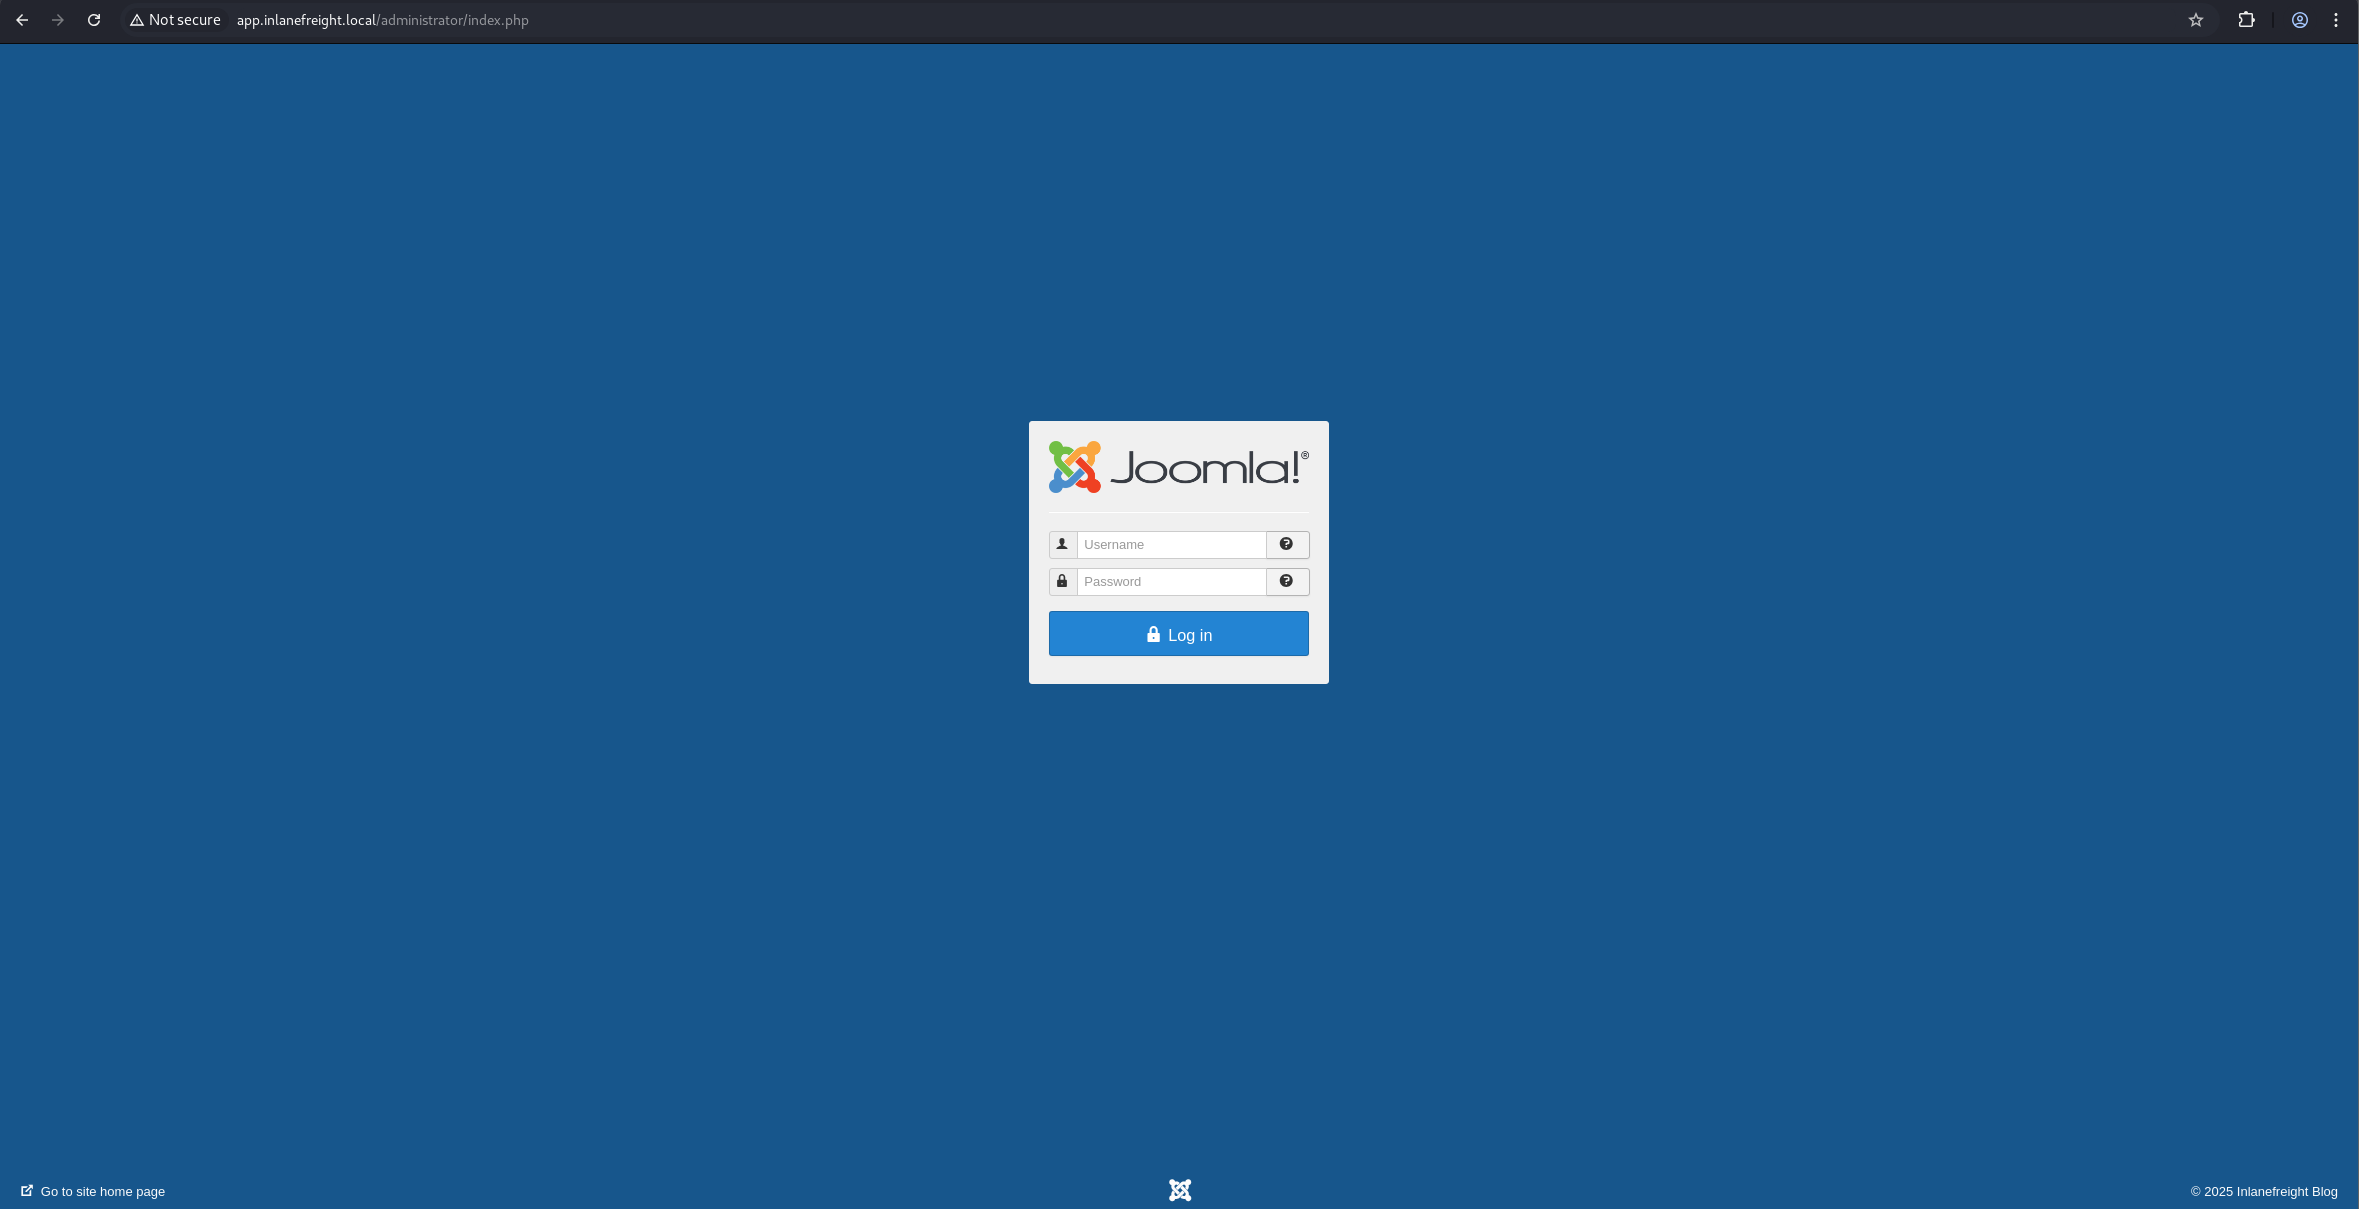 Not secure app.inlanefreight.local/administrator/index.php
Joomla!®
Username
Password
Log in
Go to site home page
© 2025 Inlanefreight Blog